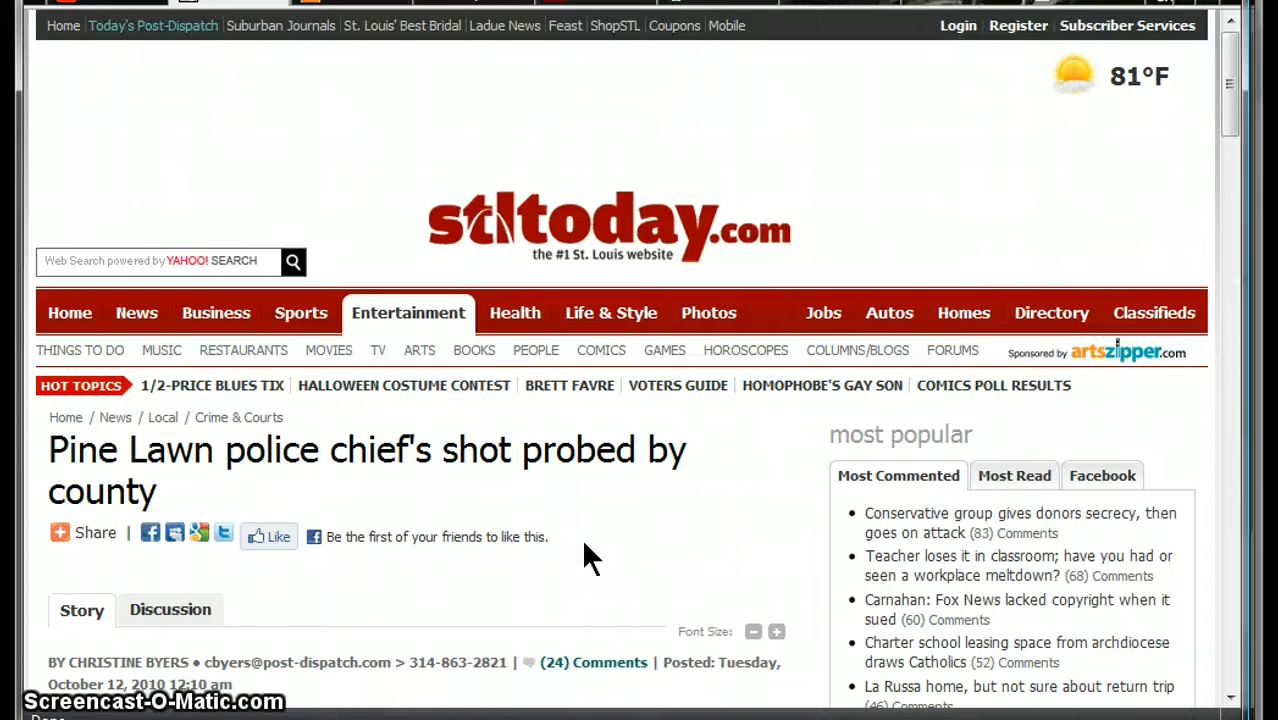 Home Today's Post-Dispatch Suburban Journals St. Louis' Best Bridal Ladue News Feast ShopSTL Coupons Mobile Login Register Subscriber Services
81°F
stltoday.com
the #1 St. Louis website
Web Search powered by YAHOO! SEARCH
Home News Business Sports Entertainment Health Life & Style Photos Jobs Autos Homes Directory Classifieds
THINGS TO DO MUSIC RESTAURANTS MOVIES TV ARTS BOOKS PEOPLE COMICS GAMES HOROSCOPES COLUMNS/BLOGS FORUMS Sponsored by artszipper.com
HOT TOPICS 1/2-PRICE BLUES TIX HALLOWEEN COSTUME CONTEST BRETT FAVRE VOTERS GUIDE HOMOPHOBE'S GAY SON COMICS POLL RESULTS
Home / News / Local / Crime & Courts
Pine Lawn police chief's shot probed by
county
Share | Like Be the first of your friends to like this.
Story Discussion
Font Size:
BY CHRISTINE BYERS • cbyers@post-dispatch.com > 314-863-2821 | (24) Comments | Posted: Tuesday,
October 12, 2010 12:10 am
most popular
Most Commented Most Read Facebook
• Conservative group gives donors secrecy, then
goes on attack (83) Comments
• Teacher loses it in classroom; have you had or
seen a workplace meltdown? (68) Comments
• Carnahan: Fox News lacked copyright when it
sued (60) Comments
• Charter school leasing space from archdiocese
draws Catholics (52) Comments
• La Russa home, but not sure about return trip
(46) Comments
Screencast-O-Matic.com